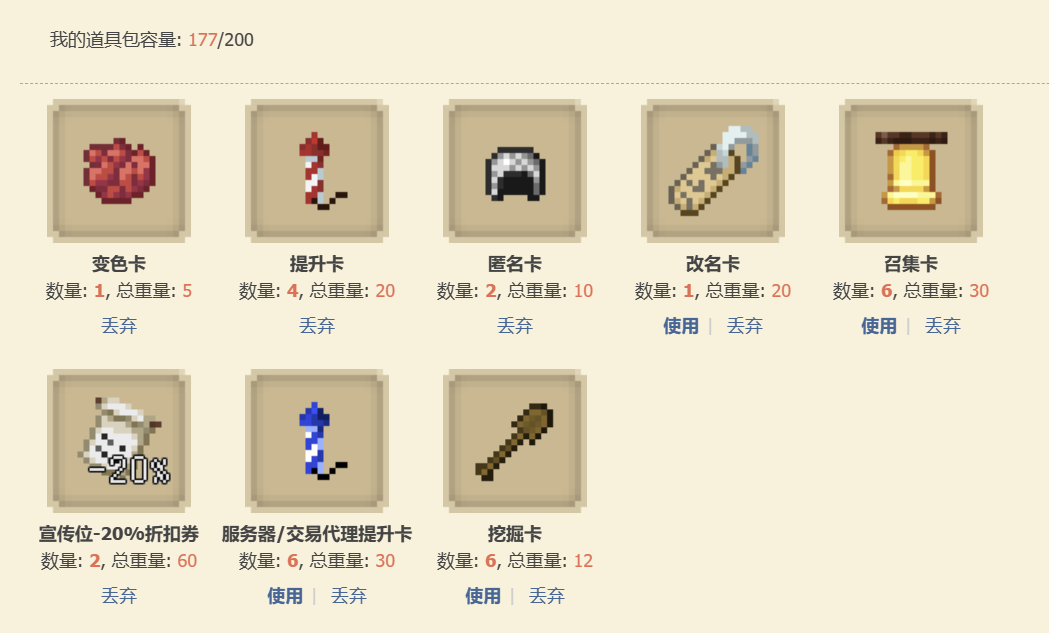 我的道具包容量: 177/200
变色卡
数量: 1, 总重量: 5
丢弃
提升卡
数量: 4, 总重量: 20
丢弃
匿名卡
数量: 2, 总重量: 10
丢弃
改名卡
数量: 1, 总重量: 20
使用 | 丢弃
召集卡
数量: 6, 总重量: 30
使用 | 丢弃
-20%
宣传位-20%折扣券
数量: 2, 总重量: 60
丢弃
服务器/交易代理提升卡
数量: 6, 总重量: 30
使用 | 丢弃
挖掘卡
数量: 6, 总重量: 12
使用 | 丢弃